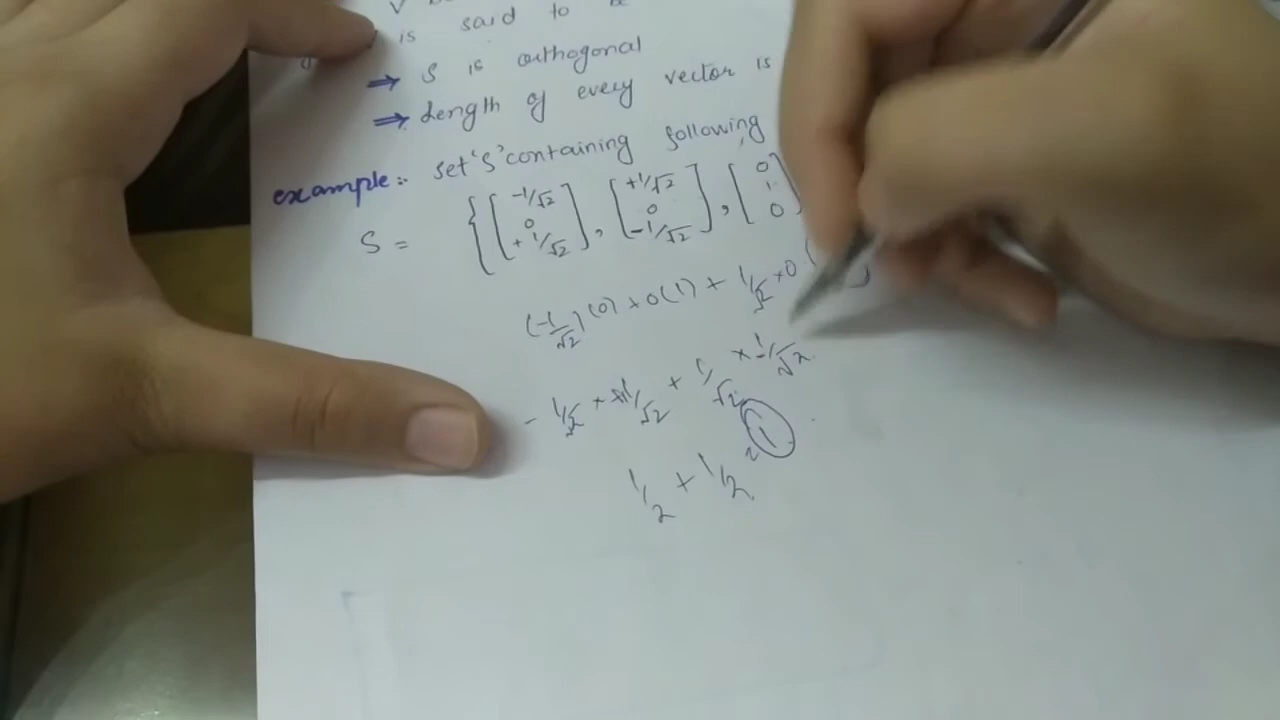 is said to
⇒ S is orthogonal
⇒ Length of every vector is
example:- set 'S' containing following
S = {[-1/√2 0 +1/√2], [+1/√2 0 -1/√2], [0 1 0]
(-1/√2)(0) + 0(1) + 1/√2 × 0
- 1/√2 × 1/√2 + 1/√2 × -1/√2
1/2 + 1/2 = 1